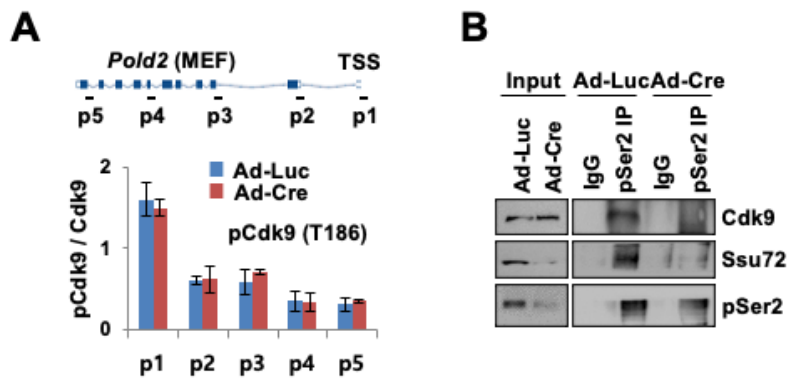 A
Pold2 (MEF)
TSS
p5 p4 p3 p2 p1
2
1
0
pCdk9 / Cdk9
Ad-Luc
Ad-Cre
pCdk9 (T186)
p1 p2 p3 p4 p5
B
Input Ad-Luc Ad-Cre
Ad-Luc Ad-Cre IgG pSer2 IP IgG pSer2 IP
Cdk9
Ssu72
pSer2